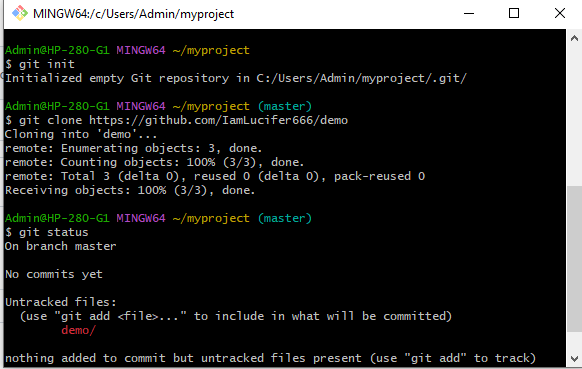 MINGW64:/c/Users/Admin/myproject
Admin@HP-280-G1 MINGW64 ~/myproject
$ git init
Initialized empty Git repository in C:/Users/Admin/myproject/.git/
Admin@HP-280-G1 MINGW64 ~/myproject (master)
$ git clone https://github.com/IamLucifer666/demo
Cloning into 'demo'...
remote: Enumerating objects: 3, done.
remote: Counting objects: 100% (3/3), done.
remote: Total 3 (delta 0), reused 0 (delta 0), pack-reused 0
Receiving objects: 100% (3/3), done.
Admin@HP-280-G1 MINGW64 ~/myproject (master)
$ git status
On branch master
No commits yet
Untracked files:
  (use "git add <file>..." to include in what will be committed)
        demo/
nothing added to commit but untracked files present (use "git add" to track)